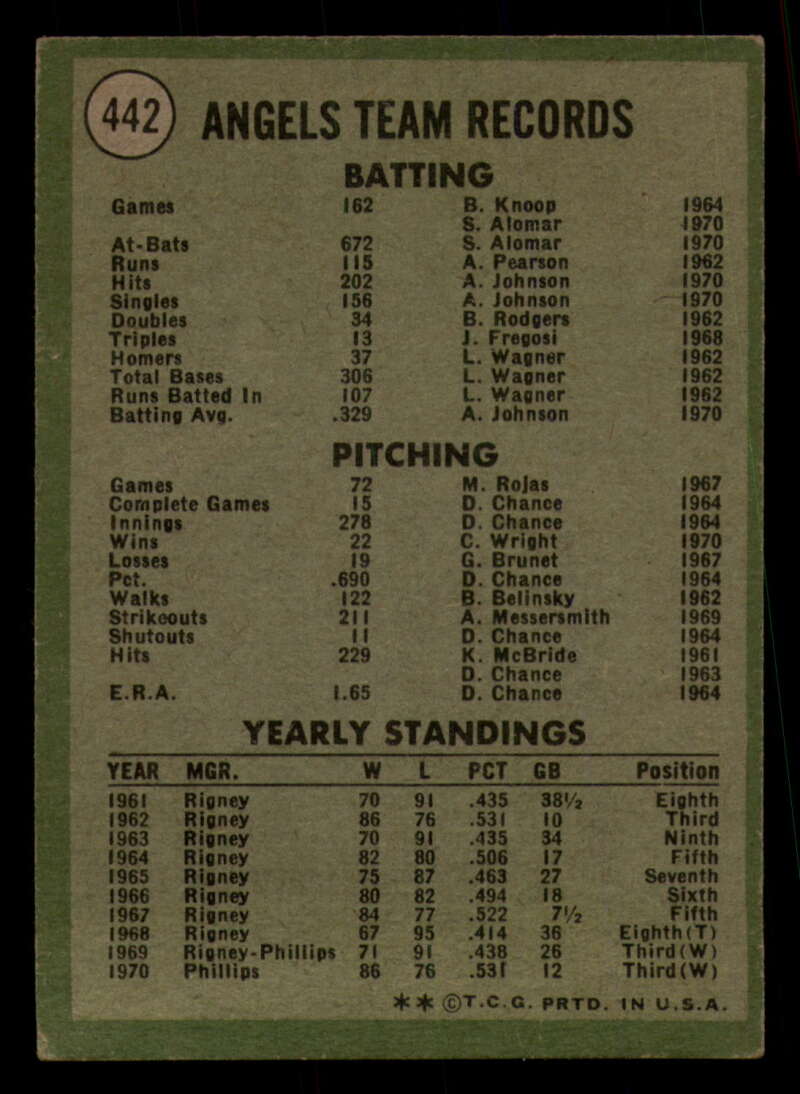 442 ANGELS TEAM RECORDS
BATTING
Games 162 B. Knoop 1964
S. Alomar 1970
At-Bats 672 S. Alomar 1970
Runs 115 A. Pearson 1962
Hits 202 A. Johnson 1970
Singles 156 A. Johnson 1970
Doubles 34 B. Rodgers 1962
Triples 13 J. Fregosi 1968
Homers 37 L. Wagner 1962
Total Bases 306 L. Wagner 1962
Runs Batted In 107 L. Wagner 1962
Batting Avg. .329 A. Johnson 1970
PITCHING
Games 72 M. Rojas 1967
Complete Games 15 D. Chance 1964
Innings 278 D. Chance 1964
Wins 22 C. Wright 1970
Losses 19 G. Brunet 1967
Pct. .690 D. Chance 1964
Walks 122 B. Belinsky 1962
Strikeouts 211 A. Messersmith 1969
Shutouts 11 D. Chance 1964
Hits 229 K. McBride 1961
D. Chance 1963
E.R.A. 1.65 D. Chance 1964
YEARLY STANDINGS
YEAR MGR. W L PCT GB Position
1961 Rigney 70 91 .435 38½ Eighth
1962 Rigney 86 76 .531 10 Third
1963 Rigney 70 91 .435 34 Ninth
1964 Rigney 82 80 .506 17 Fifth
1965 Rigney 75 87 .463 27 Seventh
1966 Rigney 80 82 .494 18 Sixth
1967 Rigney 84 77 .522 7½ Fifth
1968 Rigney 67 95 .414 36 Eighth(T)
1969 Rigney-Phillips 71 91 .438 26 Third(W)
1970 Phillips 86 76 .531 12 Third(W)
** ©T.C.G. PRTD. IN U.S.A.